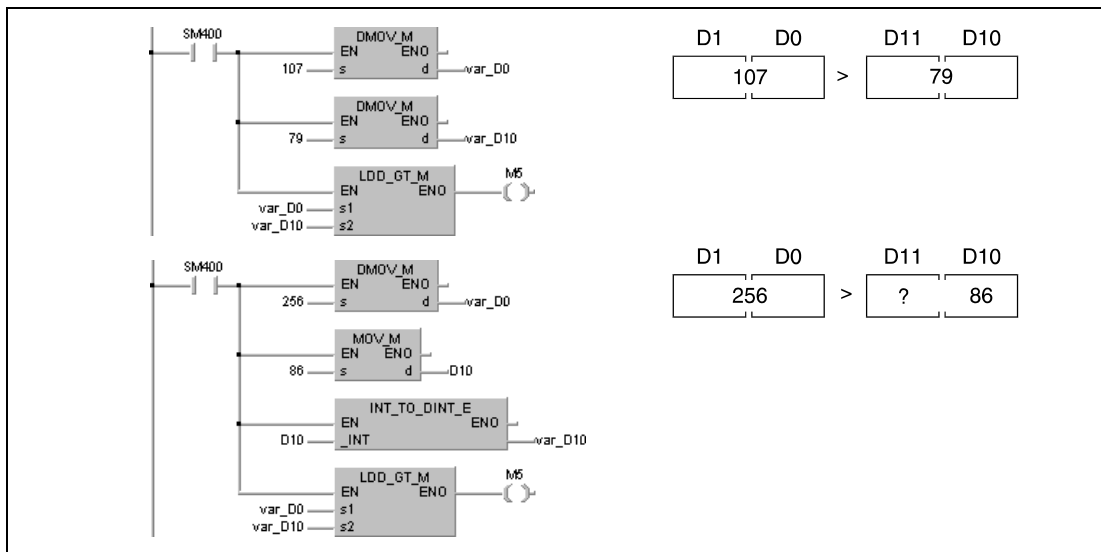 SM400
DMOV_M
EN ENO
107 s d var_D0
DMOV_M
EN ENO
79 s d var_D10
LDD_GT_M
EN ENO M5
var_D0 s1
var_D10 s2
D1 D0 D11 D10
107 > 79
SM400
DMOV_M
EN ENO
256 s d var_D0
MOV_M
EN ENO
86 s d D10
INT_TO_DINT_E
EN ENO
D10 _INT var_D10
LDD_GT_M
EN ENO M5
var_D0 s1
var_D10 s2
D1 D0 D11 D10
256 > ? 86